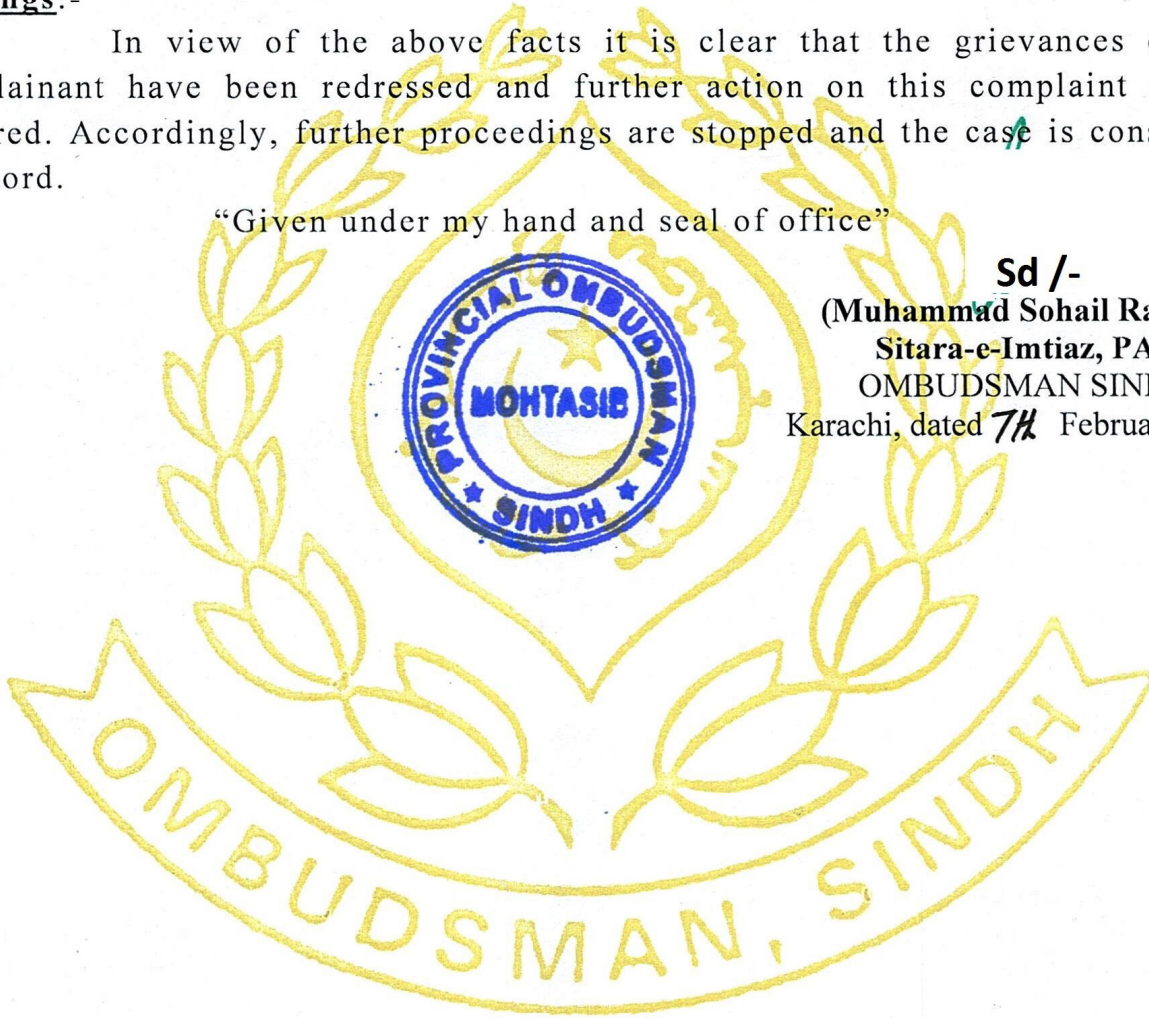 ngs:-
In view of the above facts it is clear that the grievances
lainant have been redressed and further action on this complaint
red. Accordingly, further proceedings are stopped and the case is cons
ord.
“Given under my hand and seal of office”
Sd /-
(Muhammad Sohail Ra
Sitara-e-Imtiaz, PA
OMBUDSMAN SIN
Karachi, dated 7th Februa
PROVINCIAL OMBUDSMAN
MOHTASIB
SINDH
OMBUDSMAN, SINDH